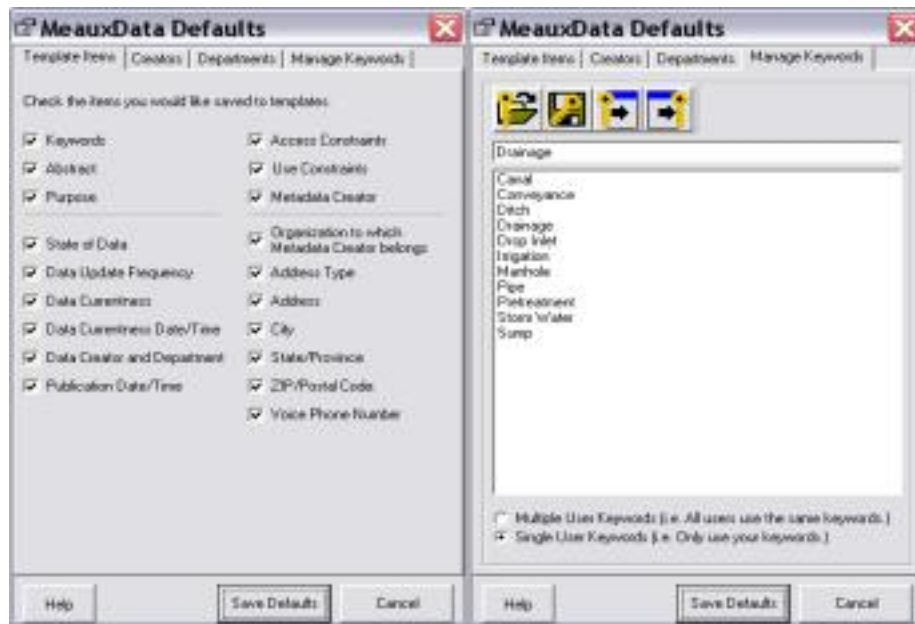 MeauxData Defaults
Template Items
Creators
Departments
Manage Keywords
Check the items you would like saved to templates.
Keywords
Abstract
Purpose
State of Data
Data Update Frequency
Data Currentness
Data Currentness Date/Time
Data Creator and Department
Publication Date/Time
Access Constraints
Use Constraints
Metadata Creator
Organization to which
Metadata Creator belongs
Address Type
Address
City
State/Province
ZIP/Postal Code
Voice Phone Number
Help
Save Defaults
Cancel
MeauxData Defaults
Template Items
Creators
Departments
Manage Keywords
Drainage
Canal
Conveyance
Ditch
Drainage
Drop Inlet
Irrigation
Manhole
Pipe
Pretreatment
Storm Water
Sump
Multiple User Keywords (i.e. All users use the same keywords.)
Single User Keywords (i.e. Only use your keywords.)
Help
Save Defaults
Cancel